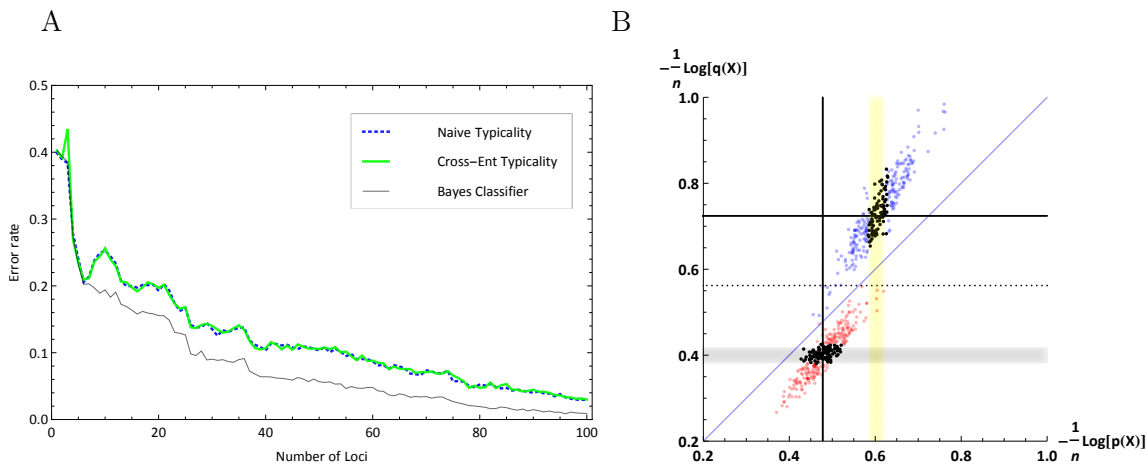 A
Error rate
0.5
0.4
0.3
0.2
0.1
0.0
0
20
40
60
80
100
Number of Loci
Naive Typicality
Cross-Ent Typicality
Bayes Classifier
B
-1/n Log[q(X)]
1.0
0.8
0.6
0.4
0.2
0.2
0.4
0.6
0.8
1.0
-1/n Log[p(X)]